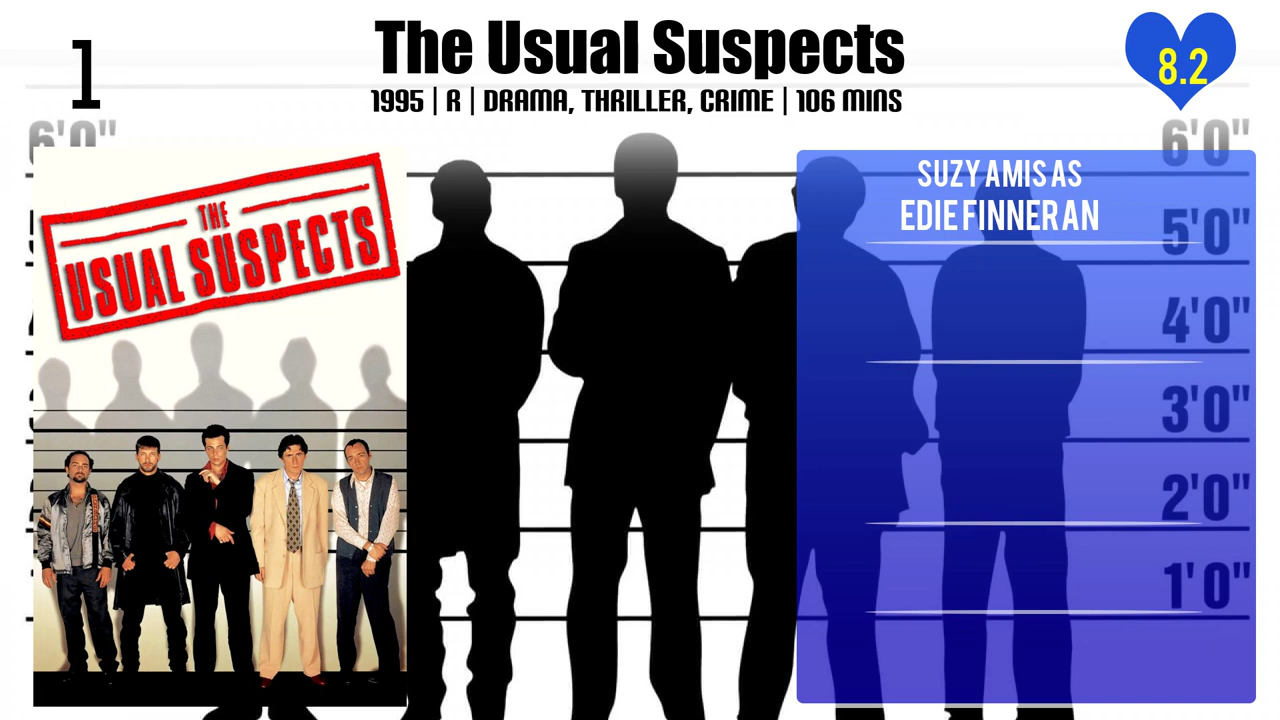 1
The Usual Suspects
1995 | R | DRAMA, THRILLER, CRIME | 106 MINS
8.2
6'0"
6'0"
THE
USUAL SUSPECTS
SUZY AMIS AS
EDIE FINNERAN
5'0"
4'0"
3'0"
2'0"
1'0"